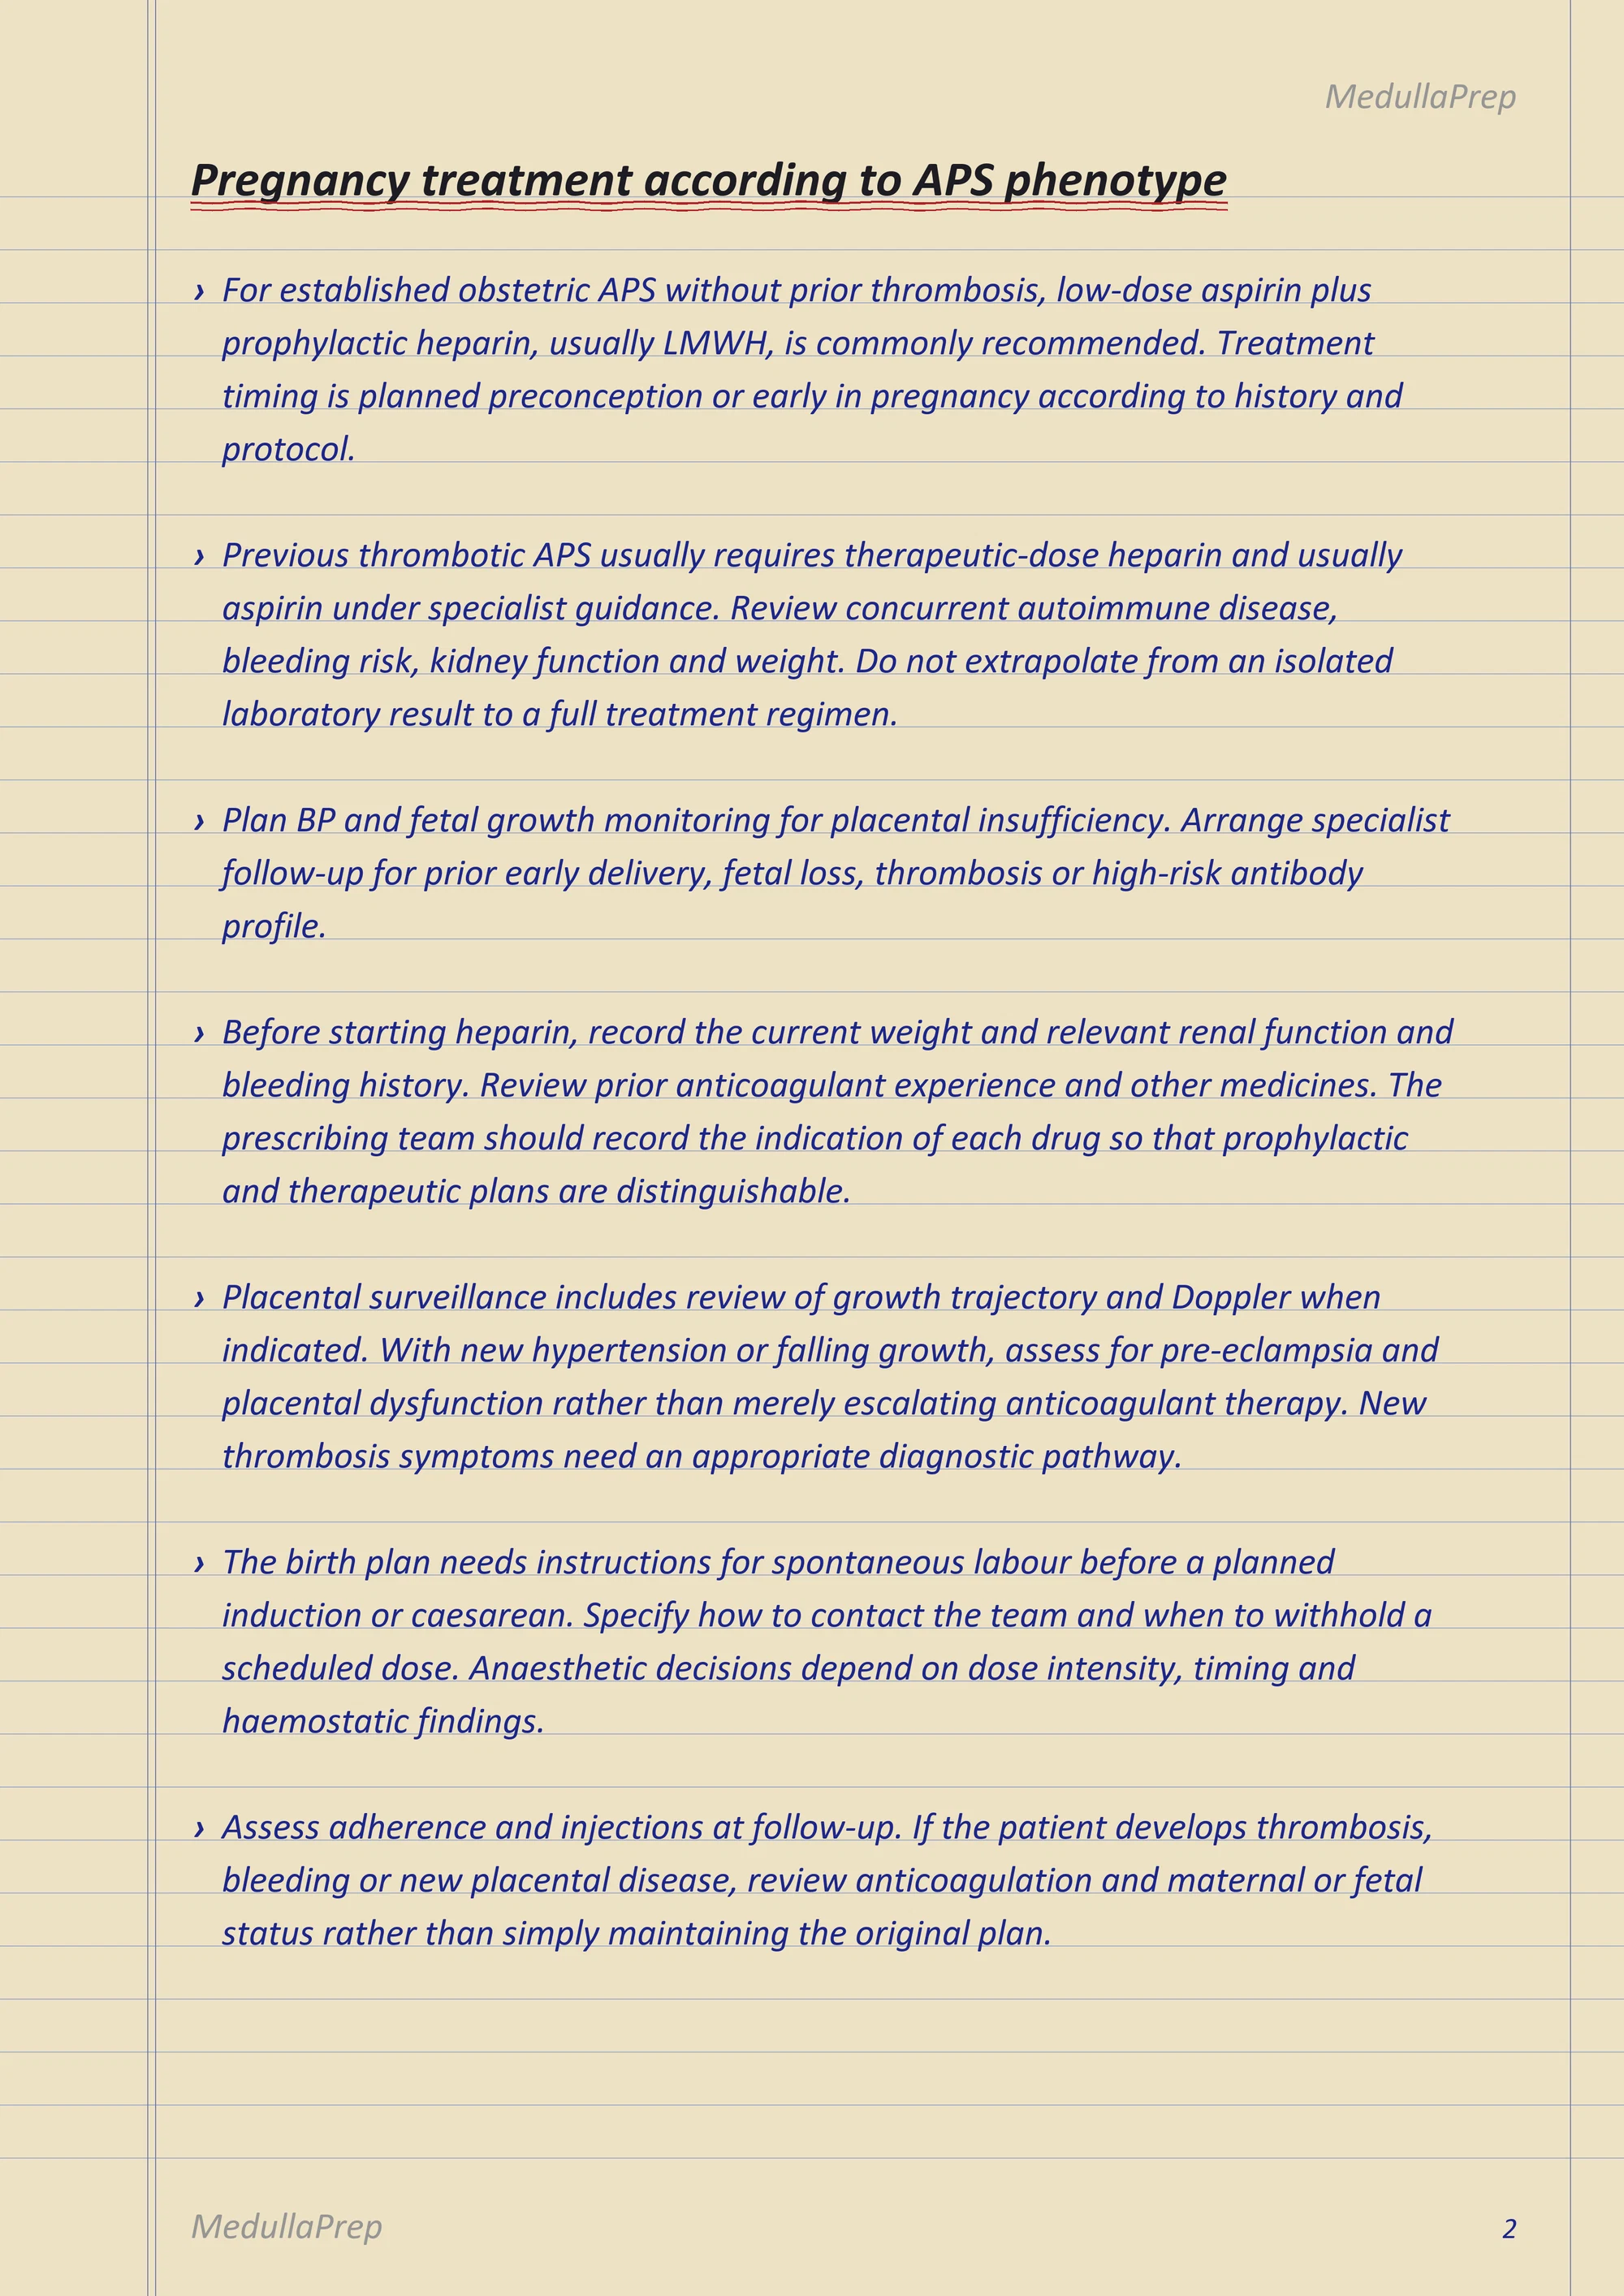 MedullaPrep
Pregnancy treatment according to APS phenotype
› For established obstetric APS without prior thrombosis, low-dose aspirin plus
prophylactic heparin, usually LMWH, is commonly recommended. Treatment
timing is planned preconception or early in pregnancy according to history and
protocol.
› Previous thrombotic APS usually requires therapeutic-dose heparin and usually
aspirin under specialist guidance. Review concurrent autoimmune disease,
bleeding risk, kidney function and weight. Do not extrapolate from an isolated
laboratory result to a full treatment regimen.
› Plan BP and fetal growth monitoring for placental insufficiency. Arrange specialist
follow-up for prior early delivery, fetal loss, thrombosis or high-risk antibody
profile.
› Before starting heparin, record the current weight and relevant renal function and
bleeding history. Review prior anticoagulant experience and other medicines. The
prescribing team should record the indication of each drug so that prophylactic
and therapeutic plans are distinguishable.
› Placental surveillance includes review of growth trajectory and Doppler when
indicated. With new hypertension or falling growth, assess for pre-eclampsia and
placental dysfunction rather than merely escalating anticoagulant therapy. New
thrombosis symptoms need an appropriate diagnostic pathway.
› The birth plan needs instructions for spontaneous labour before a planned
induction or caesarean. Specify how to contact the team and when to withhold a
scheduled dose. Anaesthetic decisions depend on dose intensity, timing and
haemostatic findings.
› Assess adherence and injections at follow-up. If the patient develops thrombosis,
bleeding or new placental disease, review anticoagulation and maternal or fetal
status rather than simply maintaining the original plan.
MedullaPrep
2